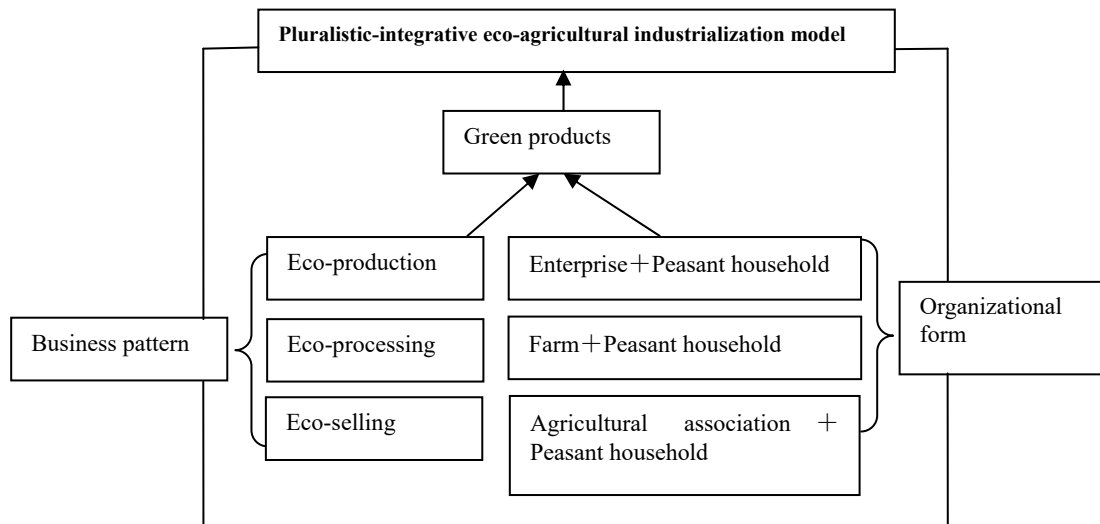 Pluralistic-integrative eco-agricultural industrialization model
Green products
Eco-production
Enterprise＋Peasant household
Organizational
form
Business pattern
Eco-processing
Farm＋Peasant household
Eco-selling
Agricultural association ＋
Peasant household